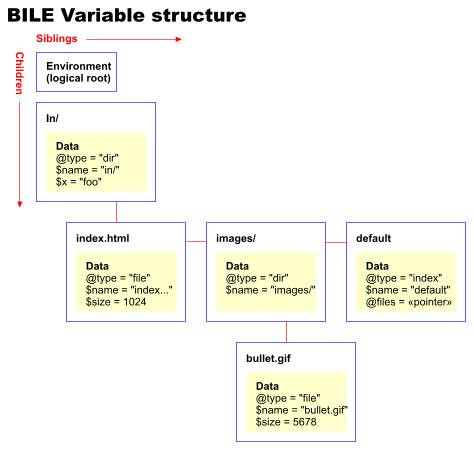 BILE Variable structure
Siblings
Children
Environment
(logical root)
In/
Data
@type = "dir"
$name = "in/"
$x = "foo"
index.html
Data
@type = "file"
$name = "index..."
$size = 1024
images/
Data
@type = "dir"
$name = "images/"
default
Data
@type = "index"
$name = "default"
@files = «pointer»
bullet.gif
Data
@type = "file"
$name = "bullet.gif"
$size = 5678